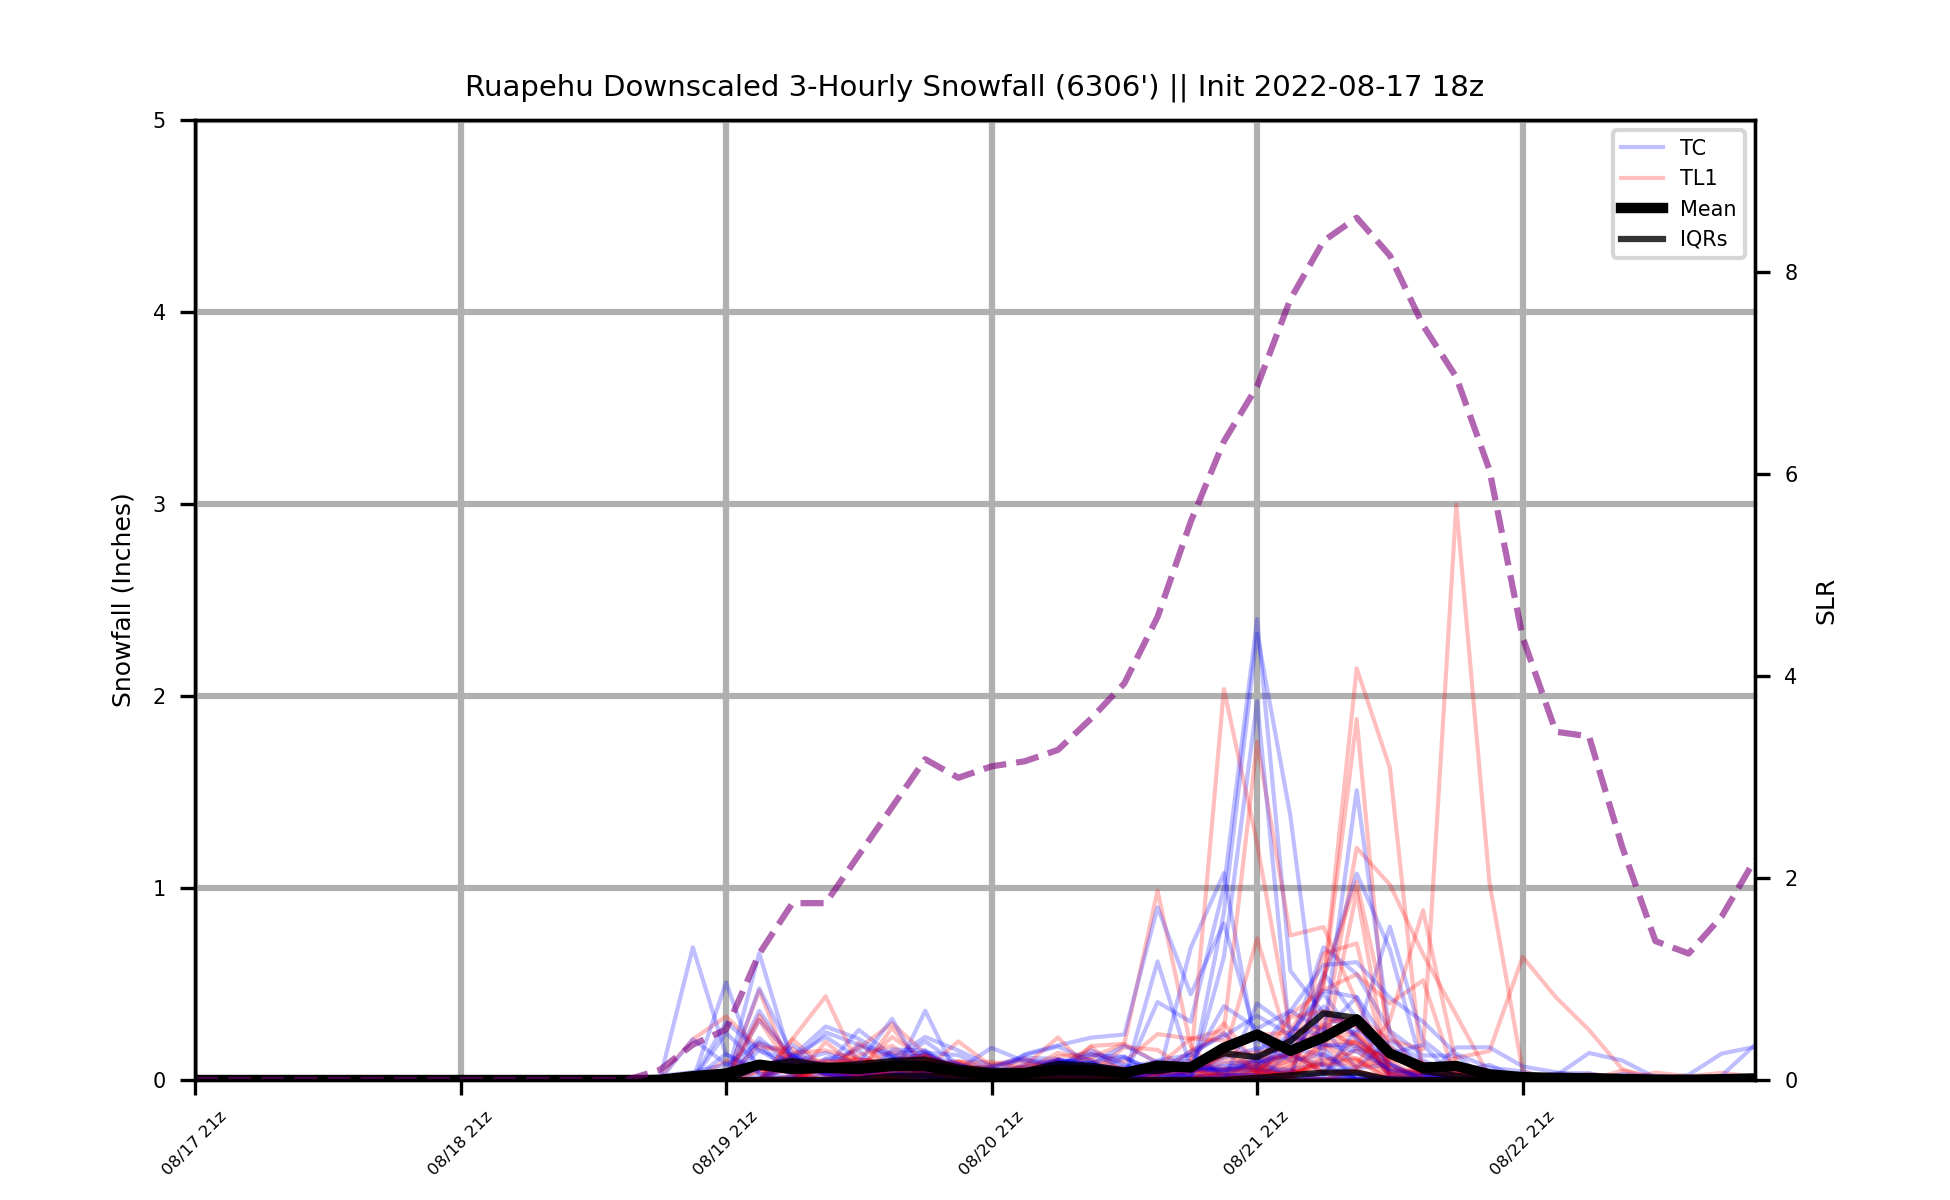 Ruapehu Downscaled 3-Hourly Snowfall (6306') || Init 2022-08-17 18z
5
4
3
2
1
0
Snowfall (Inches)
TC
TL1
Mean
IQRs
8
6
4
2
0
SLR
08/17 21z
08/18 21z
08/19 21z
08/20 21z
08/21 21z
08/22 21z